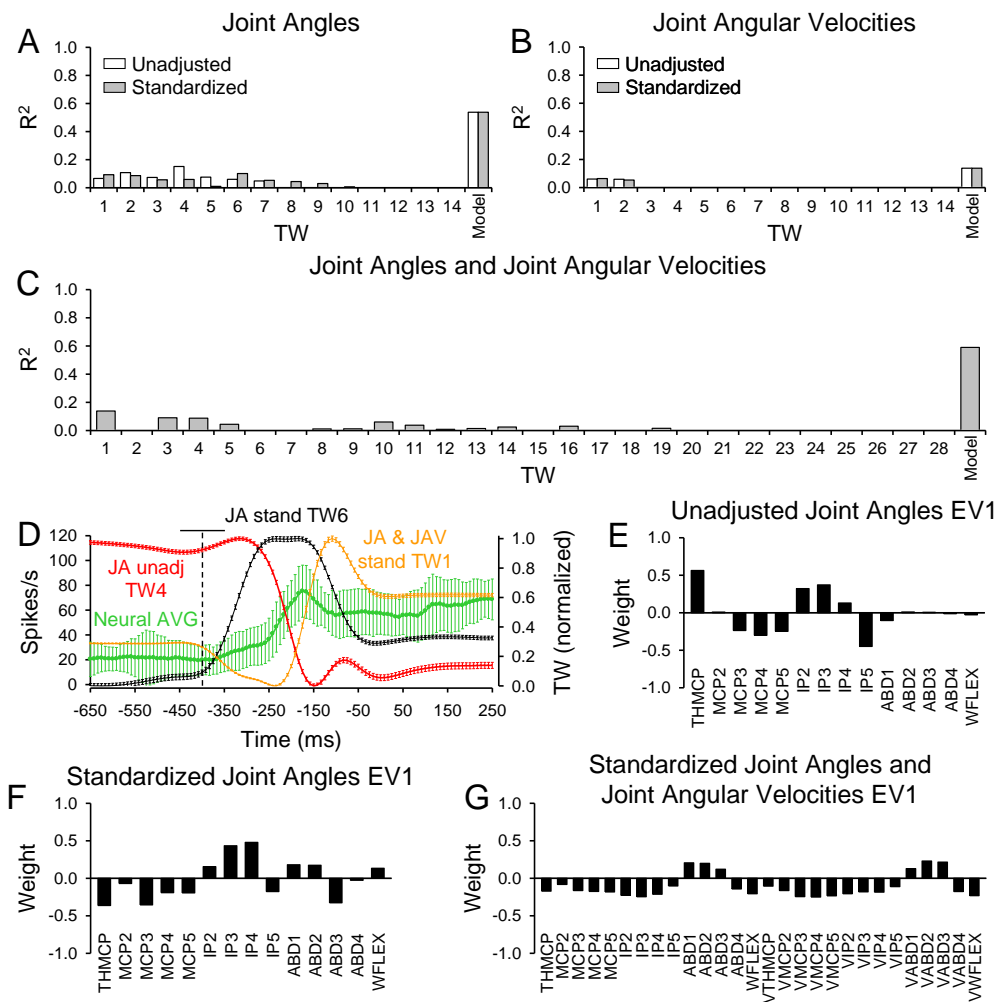 A
Joint Angles
1.0
0.8
0.6
0.4
0.2
0.0
R²
Unadjusted
Standardized
1 2 3 4 5 6 7 8 9 10 11 12 13 14 Model
TW
B
Joint Angular Velocities
1.0
0.8
0.6
0.4
0.2
0.0
R²
Unadjusted
Standardized
1 2 3 4 5 6 7 8 9 10 11 12 13 14 Model
TW
C
Joint Angles and Joint Angular Velocities
1.0
0.8
0.6
0.4
0.2
0.0
R²
1 2 3 4 5 6 7 8 9 10 11 12 13 14 15 16 17 18 19 20 21 22 23 24 25 26 27 28 Model
TW
D
JA stand TW6
120
100
80
60
40
20
0
Spikes/s
JA unadj
TW4
Neural AVG
JA & JAV
stand TW1
1.0
0.8
0.6
0.4
0.2
0.0
TW (normalized)
-650 -550 -450 -350 -250 -150 -50 50 150 250
Time (ms)
E
Unadjusted Joint Angles EV1
1.0
0.5
0.0
-0.5
-1.0
Weight
THMCP MCP2 MCP3 MCP4 MCP5 IP2 IP3 IP4 IP5 ABD1 ABD2 ABD3 ABD4 WFLEX
F
Standardized Joint Angles EV1
1.0
0.5
0.0
-0.5
-1.0
Weight
THMCP MCP2 MCP3 MCP4 MCP5 IP2 IP3 IP4 IP5 ABD1 ABD2 ABD3 ABD4 WFLEX
G
Standardized Joint Angles and
Joint Angular Velocities EV1
1.0
0.5
0.0
-0.5
-1.0
Weight
THMCP MCP2 MCP3 MCP4 MCP5 IP2 IP3 IP4 IP5 ABD1 ABD2 ABD3 ABD4 WFLEX VTHMCP VMCP2 VMCP3 VMCP4 VMCP5 VIP2 VIP3 VIP4 VIP5 VABD1 VABD2 VABD3 VABD4 VWFLEX